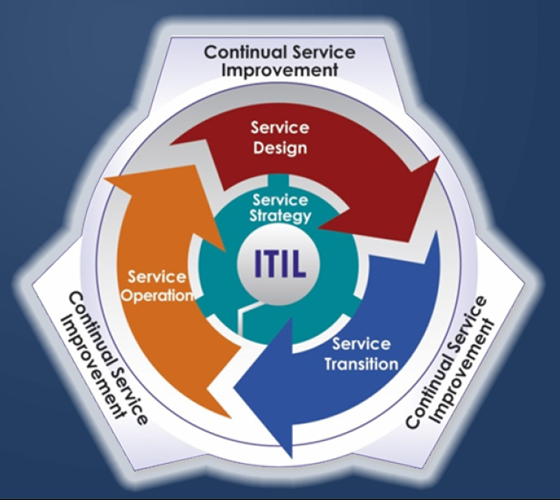 Continual Service
Improvement
Service
Design
Service
Strategy
ITIL
Service
Operation
Service
Transition
Continual Service
Improvement
Continual Service
Improvement